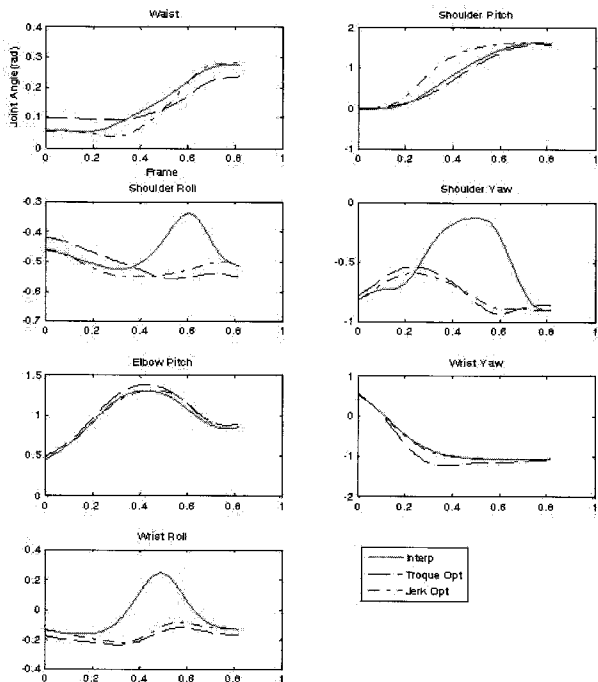 Waist
Joint Angle(rad)
0.4
0.3
0.2
0.1
0
0 0.2 0.4 0.6 0.8 1
Frame
Shoulder Pitch
2
1
0
-1
0 0.2 0.4 0.6 0.8 1
Shoulder Roll
-0.3
-0.4
-0.5
-0.6
-0.7
0 0.2 0.4 0.6 0.8 1
Shoulder Yaw
0
-0.5
-1
0 0.2 0.4 0.6 0.8 1
Elbow Pitch
1.5
1
0.5
0
0 0.2 0.4 0.6 0.8 1
Wrist Yaw
1
0
-1
-2
0 0.2 0.4 0.6 0.8 1
Wrist Roll
0.4
0.2
0
-0.2
-0.4
0 0.2 0.4 0.6 0.8 1
Interp
Troque Opt
Jerk Opt